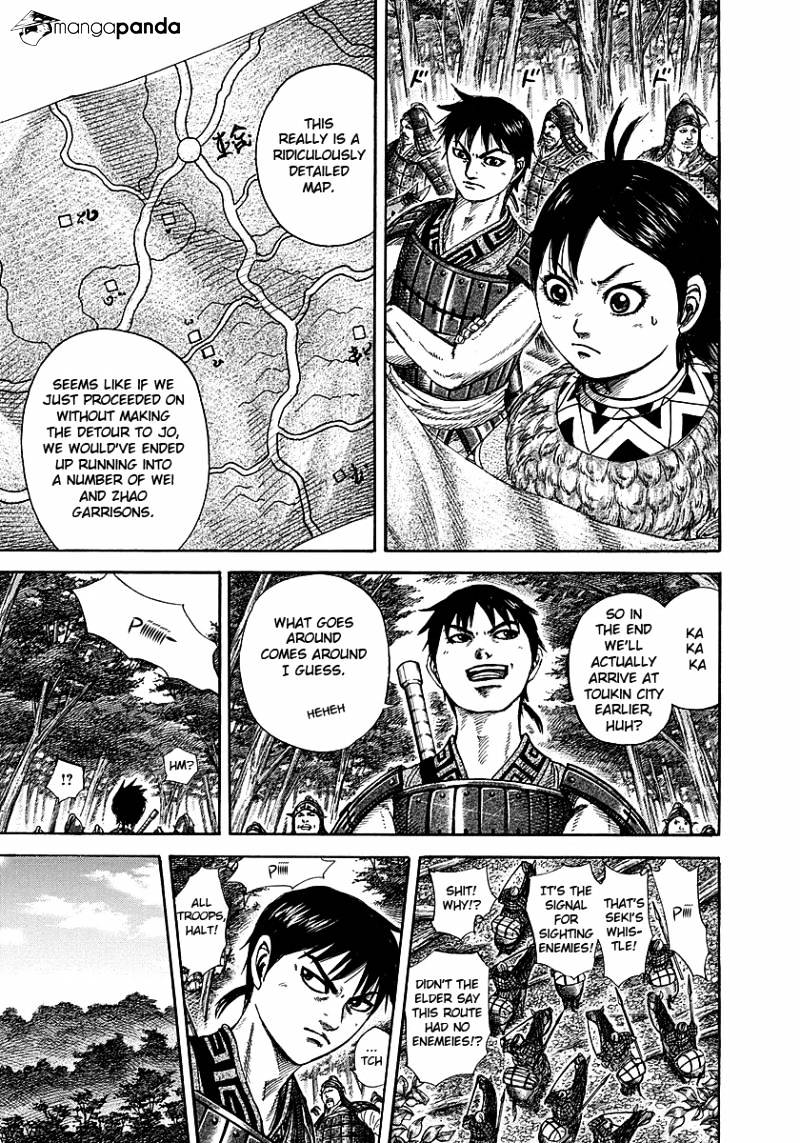 mangapanda
ド
ド
ド
THIS
REALLY IS A
RIDICULOUSLY
DETAILED
MAP.
SEEMS LIKE IF WE
JUST PROCEEDED ON
WITHOUT MAKING
THE DETOUR TO JO,
WE WOULD'VE ENDED
UP RUNNING INTO
A NUMBER OF WEI
AND ZHAO
GARRISONS.
KA
KA
KA
SO IN
THE END
WE'LL
ACTUALLY
ARRIVE AT
TOUKIN CITY
EARLIER,
HUH?
WHAT GOES
AROUND
COMES AROUND
I GUESS.
HEHEH
Piiiiii-
HM?
!?
Piiii
THAT'S
SEKI'S
WHIS-
TLE!
IT'S THE
SIGNAL
FOR
SIGHTING
ENEMIES!
SHIT!
WHY!?
DIDN'T THE
ELDER SAY
THIS ROUTE
HAD NO
ENEMEIES!?
Piiii
ALL
TROOPS,
HALT!
...
TCH